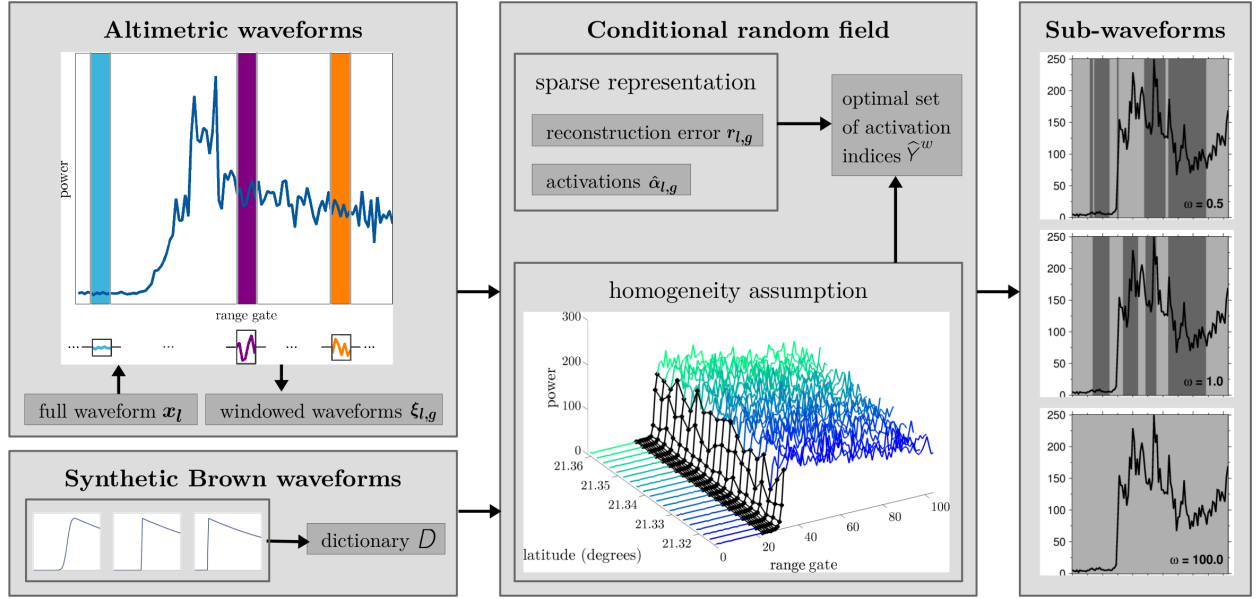 Altimetric waveforms
power
range gate
... ... ... ...
full waveform x_l
windowed waveforms ξ_{l,g}
Synthetic Brown waveforms
dictionary D
Conditional random field
sparse representation
reconstruction error r_{l,g}
activations α̂_{l,g}
optimal set
of activation
indices Ŷ^w
homogeneity assumption
300
200
100
0
power
21.36
21.35
21.34
21.33
21.32
latitude (degrees)
0
20
40
60
80
100
range gate
Sub-waveforms
250
200
150
100
50
0
ω = 0.5
250
200
150
100
50
0
ω = 1.0
250
200
150
100
50
0
ω = 100.0